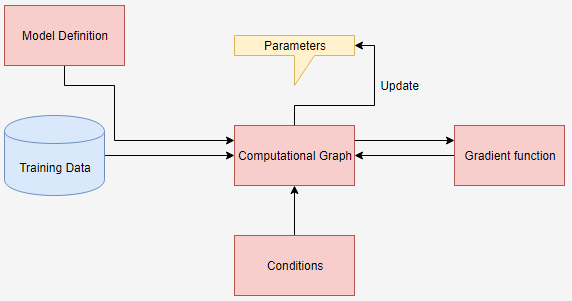 Model Definition
Parameters
Update
Training Data
Computational Graph
Gradient function
Conditions